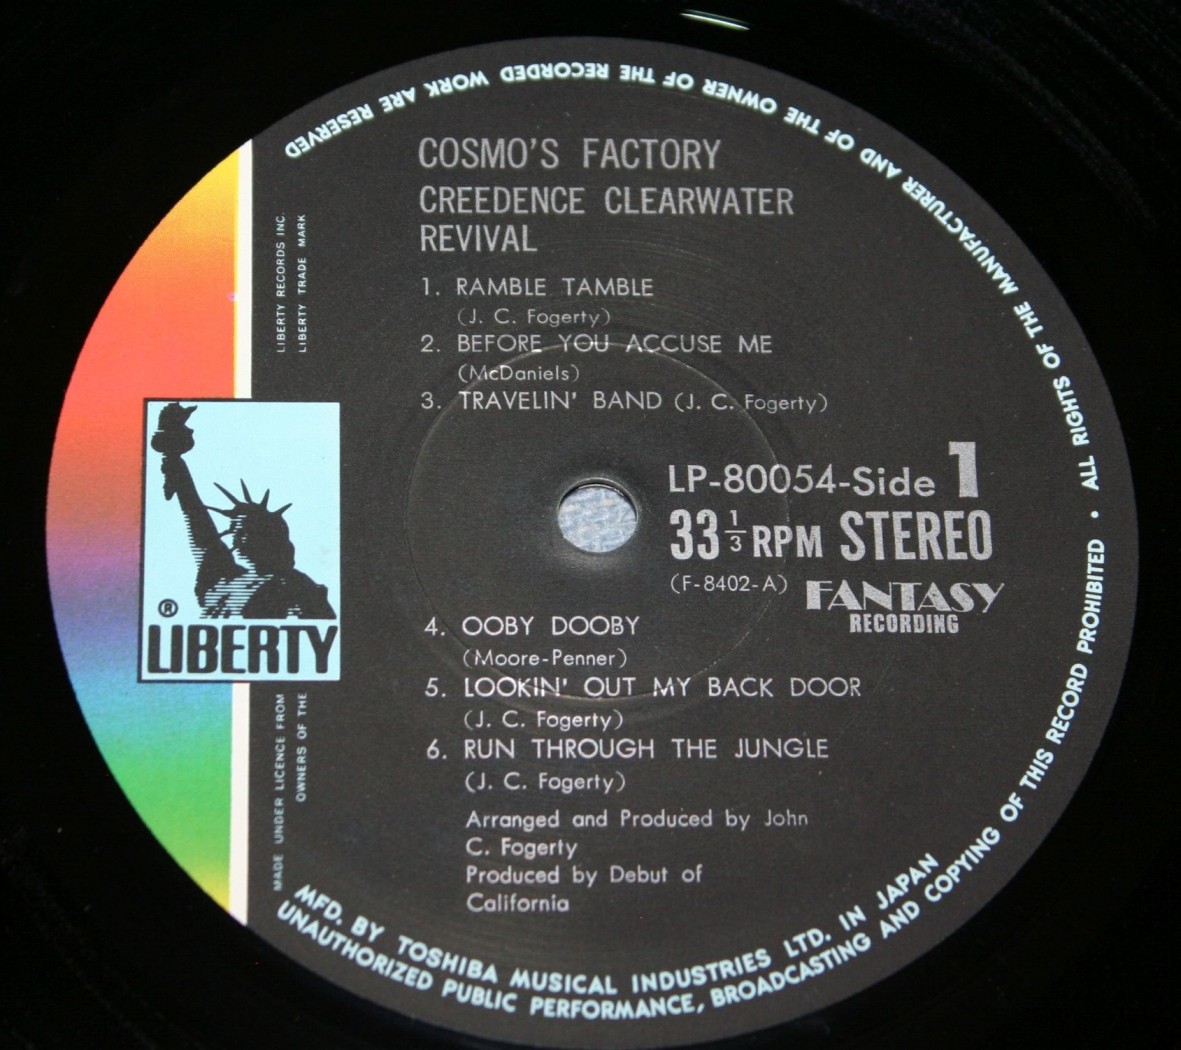 COSMO'S FACTORY
CREEDENCE CLEARWATER
REVIVAL
1. RAMBLE TAMBLE
(J. C. Fogerty)
2. BEFORE YOU ACCUSE ME
(McDaniels)
3. TRAVELIN' BAND (J. C. Fogerty)
LP-80054-Side 1
33 1/3 RPM STEREO
(F-8402-A) FANTASY
RECORDING
4. OOBY DOOBY
(Moore-Penner)
5. LOOKIN' OUT MY BACK DOOR
(J. C. Fogerty)
6. RUN THROUGH THE JUNGLE
(J. C. Fogerty)
Arranged and Produced by John
C. Fogerty
Produced by Debut of
California
LIBERTY RECORDS INC.
LIBERTY TRADE MARK
®
LIBERTY
MADE UNDER LICENCE FROM
OWNERS OF THE
MFD. BY TOSHIBA MUSICAL INDUSTRIES LTD. IN JAPAN
UNAUTHORIZED PUBLIC PERFORMANCE, BROADCASTING AND COPYING OF THIS RECORD PROHIBITED • ALL RIGHTS OF THE MANUFACTURER AND OF THE OWNER OF THE RECORDED WORK ARE RESERVED